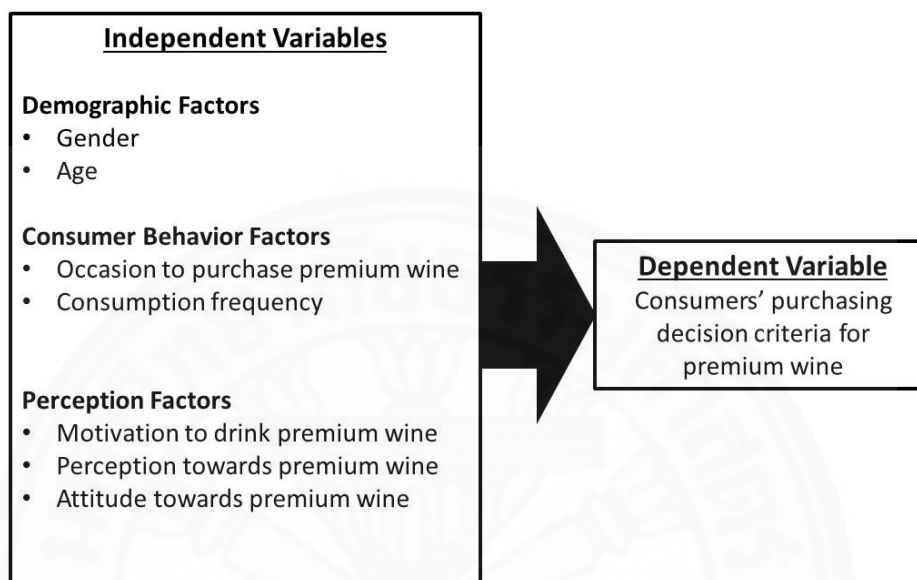 Independent Variables
Demographic Factors
• Gender
• Age
Consumer Behavior Factors
• Occasion to purchase premium wine
• Consumption frequency
Perception Factors
• Motivation to drink premium wine
• Perception towards premium wine
• Attitude towards premium wine
Dependent Variable
Consumers’ purchasing
decision criteria for
premium wine